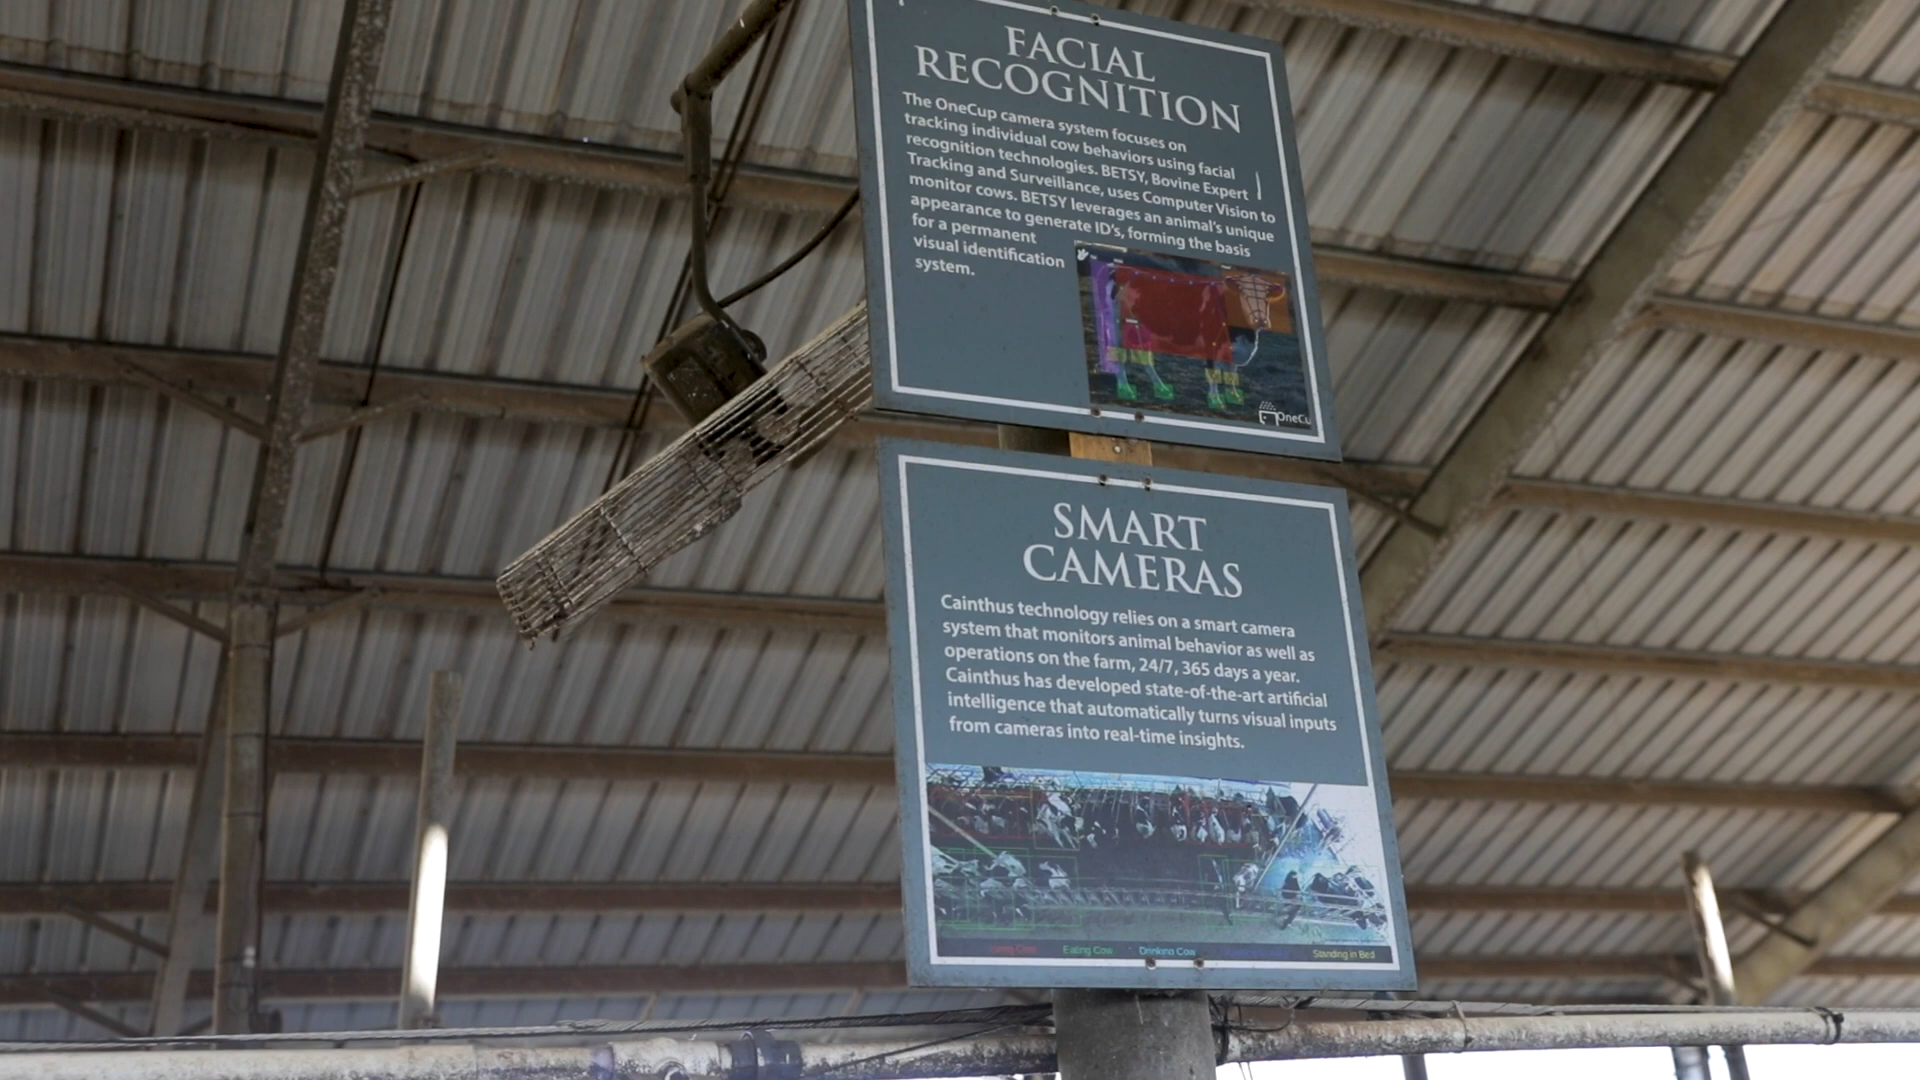 FACIAL
RECOGNITION
The OneCup camera system focuses on
tracking individual cow behaviors using facial
recognition technologies. BETSY, Bovine Expert
Tracking and Surveillance, uses Computer Vision to
monitor cows. BETSY leverages an animal's unique
appearance to generate ID's, forming the basis
for a permanent
visual identification
system.
SMART
CAMERAS
Cainthus technology relies on a smart camera
system that monitors animal behavior as well as
operations on the farm, 24/7, 365 days a year.
Cainthus has developed state-of-the-art artificial
intelligence that automatically turns visual inputs
from cameras into real-time insights.
Eating Cow Drinking Cow Standing in Bed